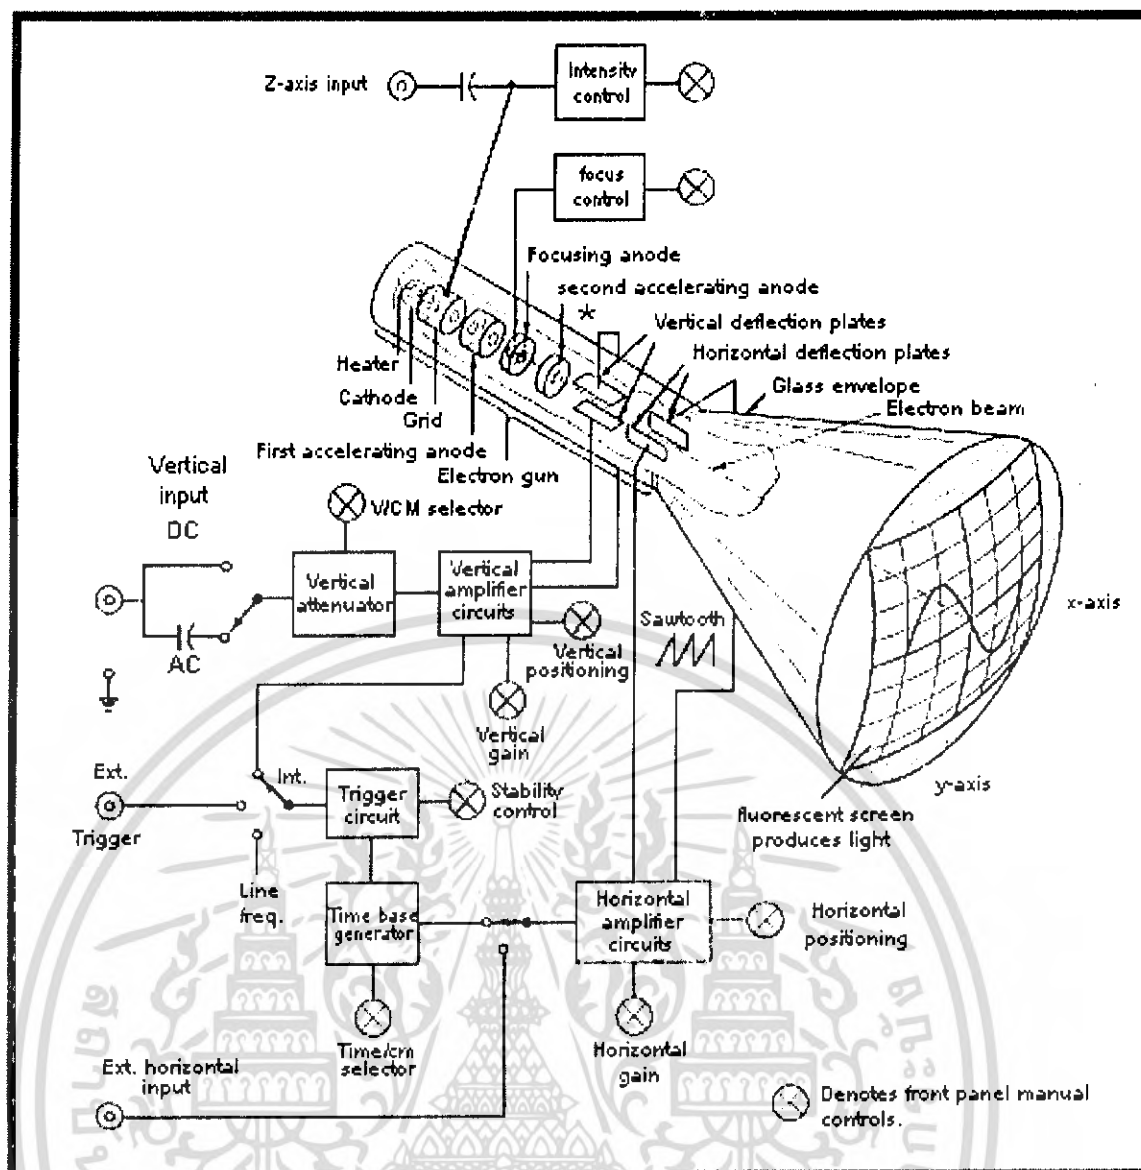 Z-axis input
Intensity
control
focus
control
Focusing anode
second accelerating anode
*
Vertical deflection plates
Horizontal deflection plates
Glass envelope
Electron beam
Heater
Cathode
Grid
First accelerating anode
Electron gun
Vertical
input
DC
AC
V/CM selector
Vertical
attenuator
Vertical
amplifier
circuits
Vertical
positioning
Vertical
gain
Sawtooth
x-axis
y-axis
fluorescent screen
produces light
Ext.
Trigger
Int.
Line
freq.
Trigger
circuit
Stability
control
Time base
generator
Time/cm
selector
Horizontal
amplifier
circuits
Horizontal
positioning
Horizontal
gain
Ext. horizontal
input
Denotes front panel manual
controls.